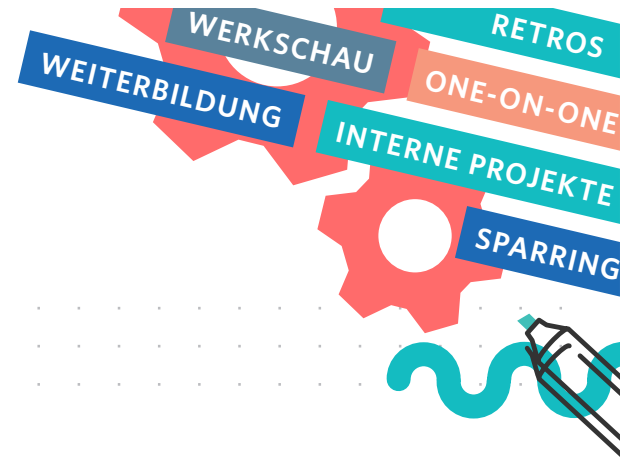 WERKSCHAU
RETROS
WEITERBILDUNG
ONE-ON-ONE
INTERNE PROJEKTE
SPARRING